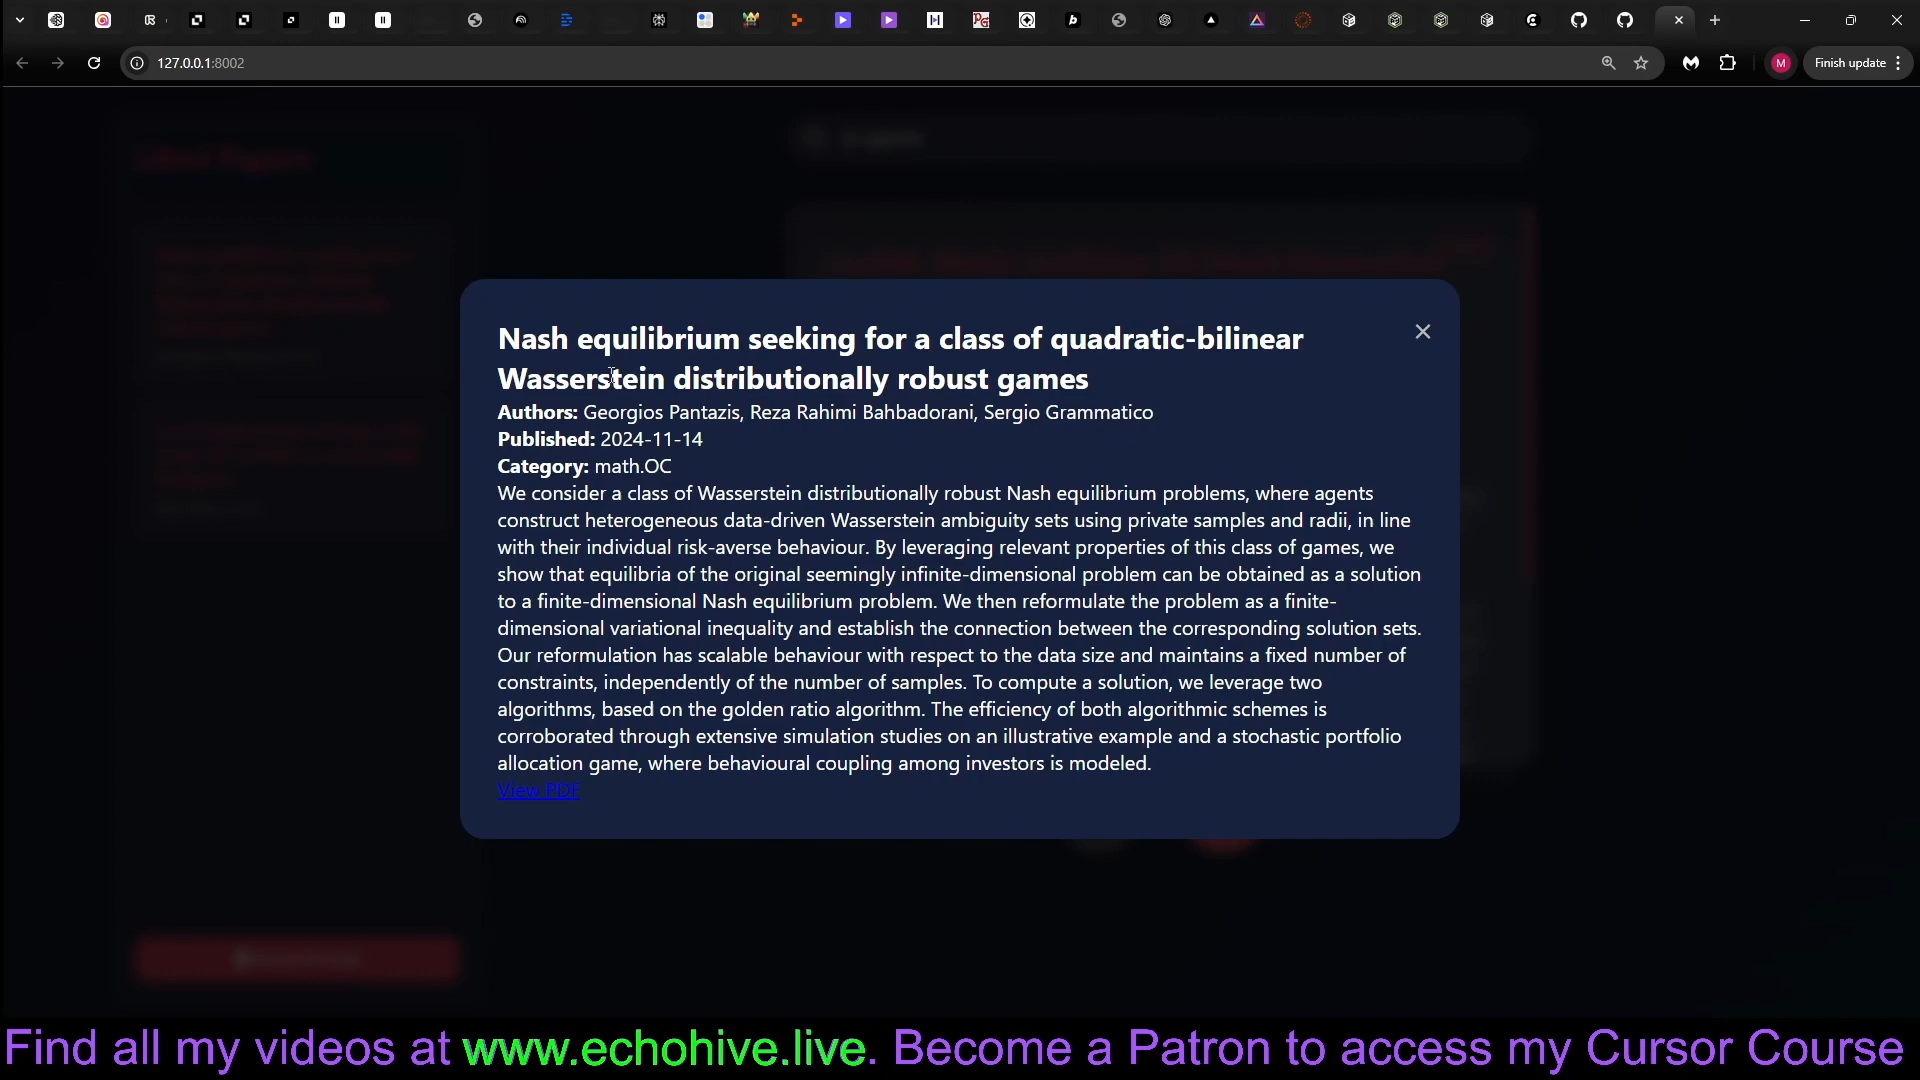 127.0.0.1:8002
M
Finish update
Nash equilibrium seeking for a class of quadratic-bilinear
Wasserstein distributionally robust games
Authors: Georgios Pantazis, Reza Rahimi Bahbadorani, Sergio Grammatico
Published: 2024-11-14
Category: math.OC
We consider a class of Wasserstein distributionally robust Nash equilibrium problems, where agents
construct heterogeneous data-driven Wasserstein ambiguity sets using private samples and radii, in line
with their individual risk-averse behaviour. By leveraging relevant properties of this class of games, we
show that equilibria of the original seemingly infinite-dimensional problem can be obtained as a solution
to a finite-dimensional Nash equilibrium problem. We then reformulate the problem as a finite-
dimensional variational inequality and establish the connection between the corresponding solution sets.
Our reformulation has scalable behaviour with respect to the data size and maintains a fixed number of
constraints, independently of the number of samples. To compute a solution, we leverage two
algorithms, based on the golden ratio algorithm. The efficiency of both algorithmic schemes is
corroborated through extensive simulation studies on an illustrative example and a stochastic portfolio
allocation game, where behavioural coupling among investors is modeled.
View PDF
Find all my videos at www.echohive.live. Become a Patron to access my Cursor Course